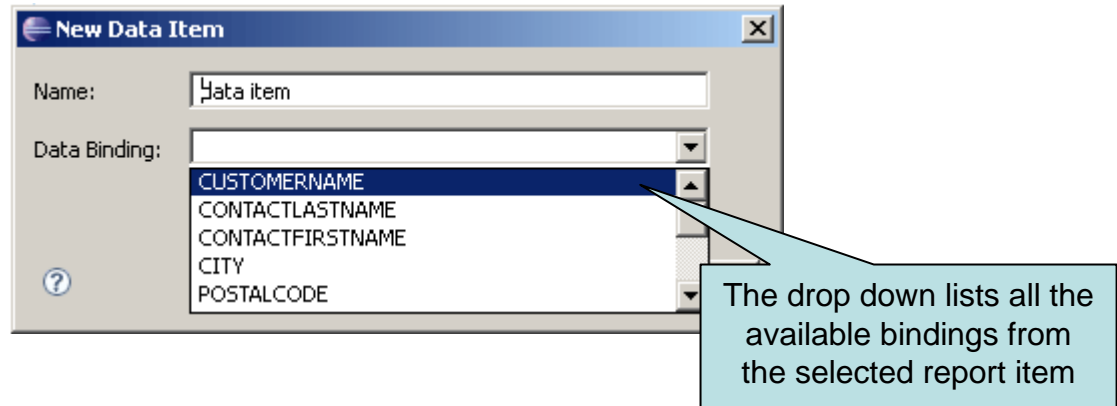 New Data Item
Name:
data item
Data Binding:
CUSTOMERNAME
CONTACTLASTNAME
CONTACTFIRSTNAME
CITY
POSTALCODE
?
The drop down lists all the
available bindings from
the selected report item